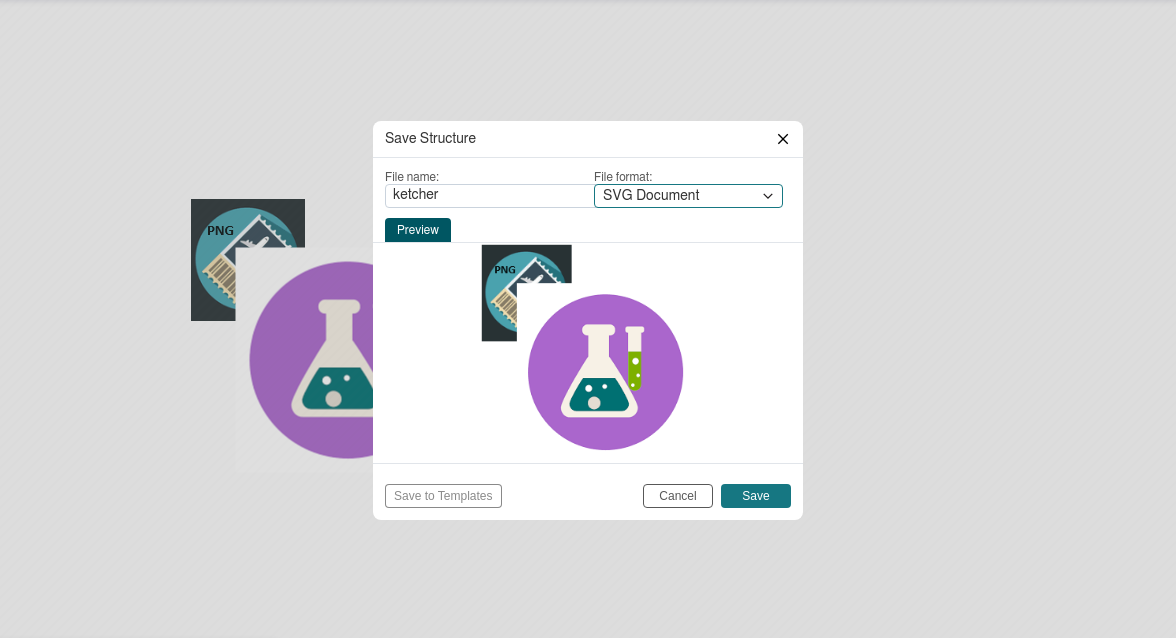 Save Structure
File name:
File format:
ketcher
SVG Document
Preview
PNG
PNG
Save to Templates
Cancel
Save